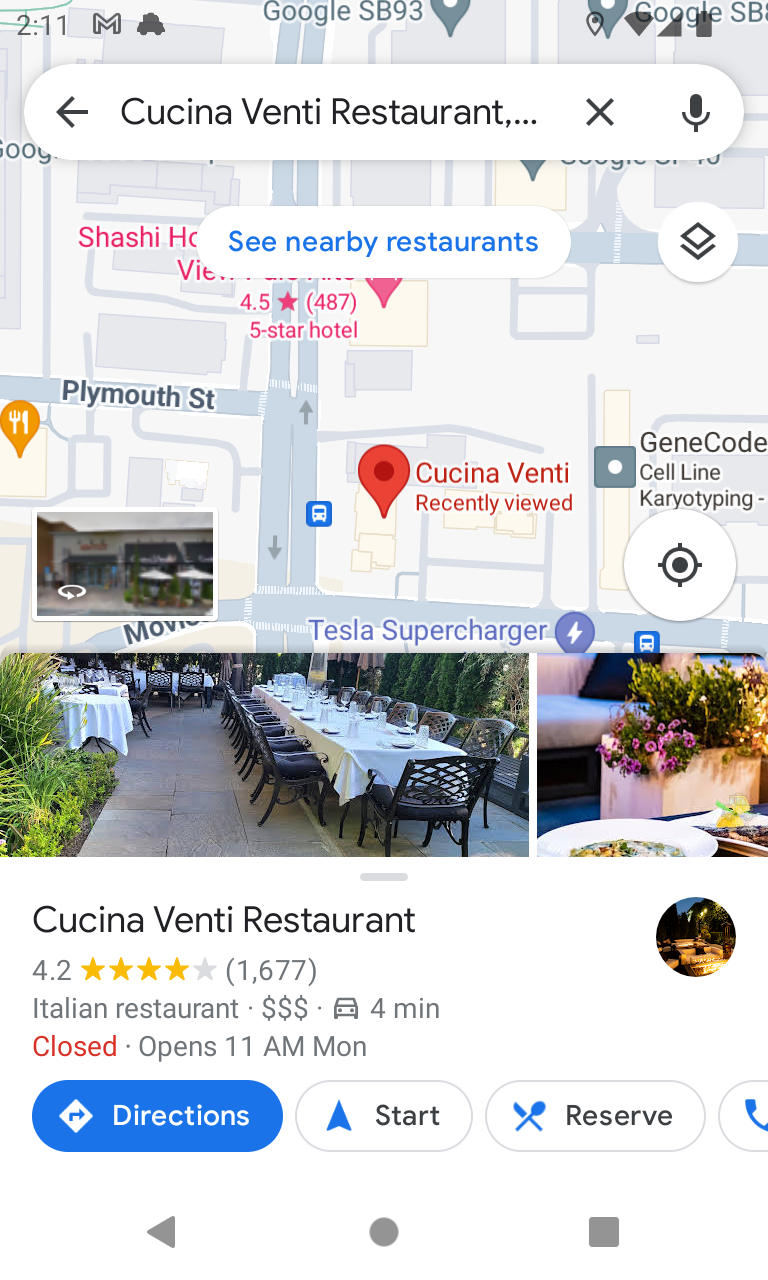 2:11
Google SB93
Google SB8
Cucina Venti Restaurant,...
See nearby restaurants
Shashi Ho
4.5 ★ (487)
5-star hotel
Plymouth St
GeneCode
Cell Line
Karyotyping -
Cucina Venti
Recently viewed
Tesla Supercharger
Cucina Venti Restaurant
4.2 ★★★★★ (1,677)
Italian restaurant · $$$ · 4 min
Closed · Opens 11 AM Mon
Directions
Start
Reserve